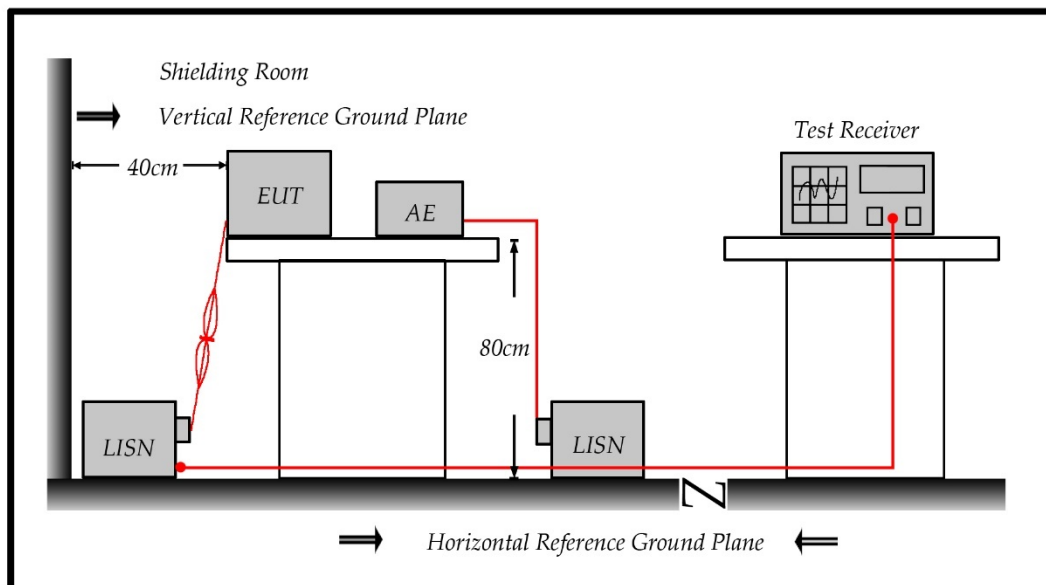 Shielding Room
Vertical Reference Ground Plane
Test Receiver
40cm
EUT
AE
80cm
LISN
LISN
Horizontal Reference Ground Plane